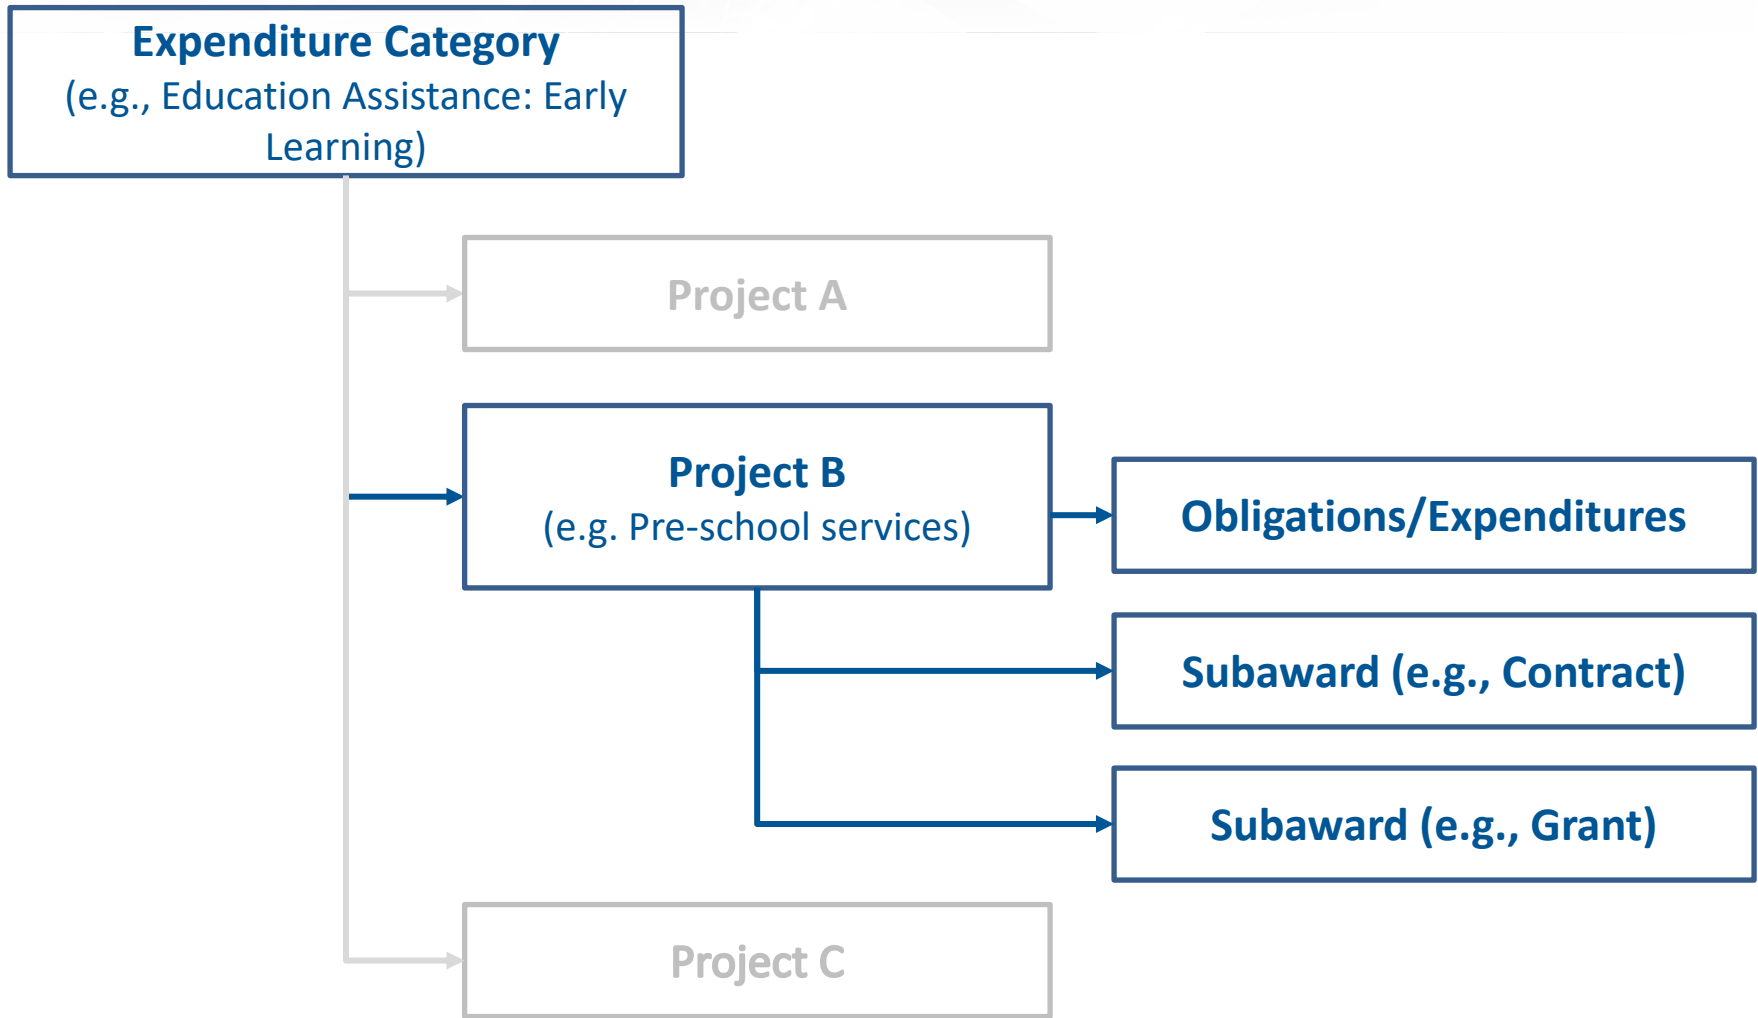 Expenditure Category
(e.g., Education Assistance: Early
Learning)
Project A
Project B
(e.g. Pre-school services)
Obligations/Expenditures
Subaward (e.g., Contract)
Subaward (e.g., Grant)
Project C